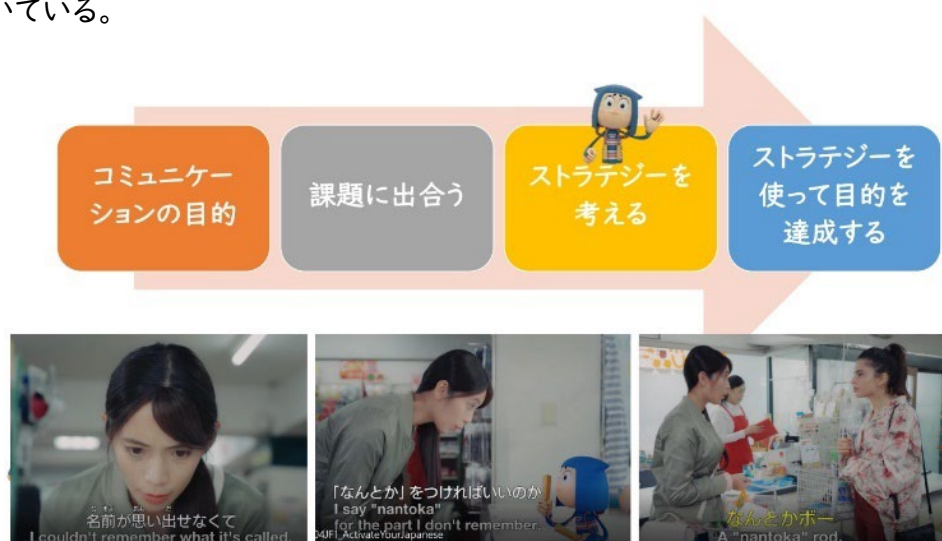 いている。
コミュニケー
ションの目的
課題に出合う
ストラテジーを
考える
ストラテジーを
使って目的を
達成する
名前が思い出せなくて
I couldn't remember what it's called.
「なんとか」をつければいいのか
I say "nantoka"
for the part I don't remember.
04JFI_ActivateYourJapanese
なんとかボー
A "nantoka" rod.